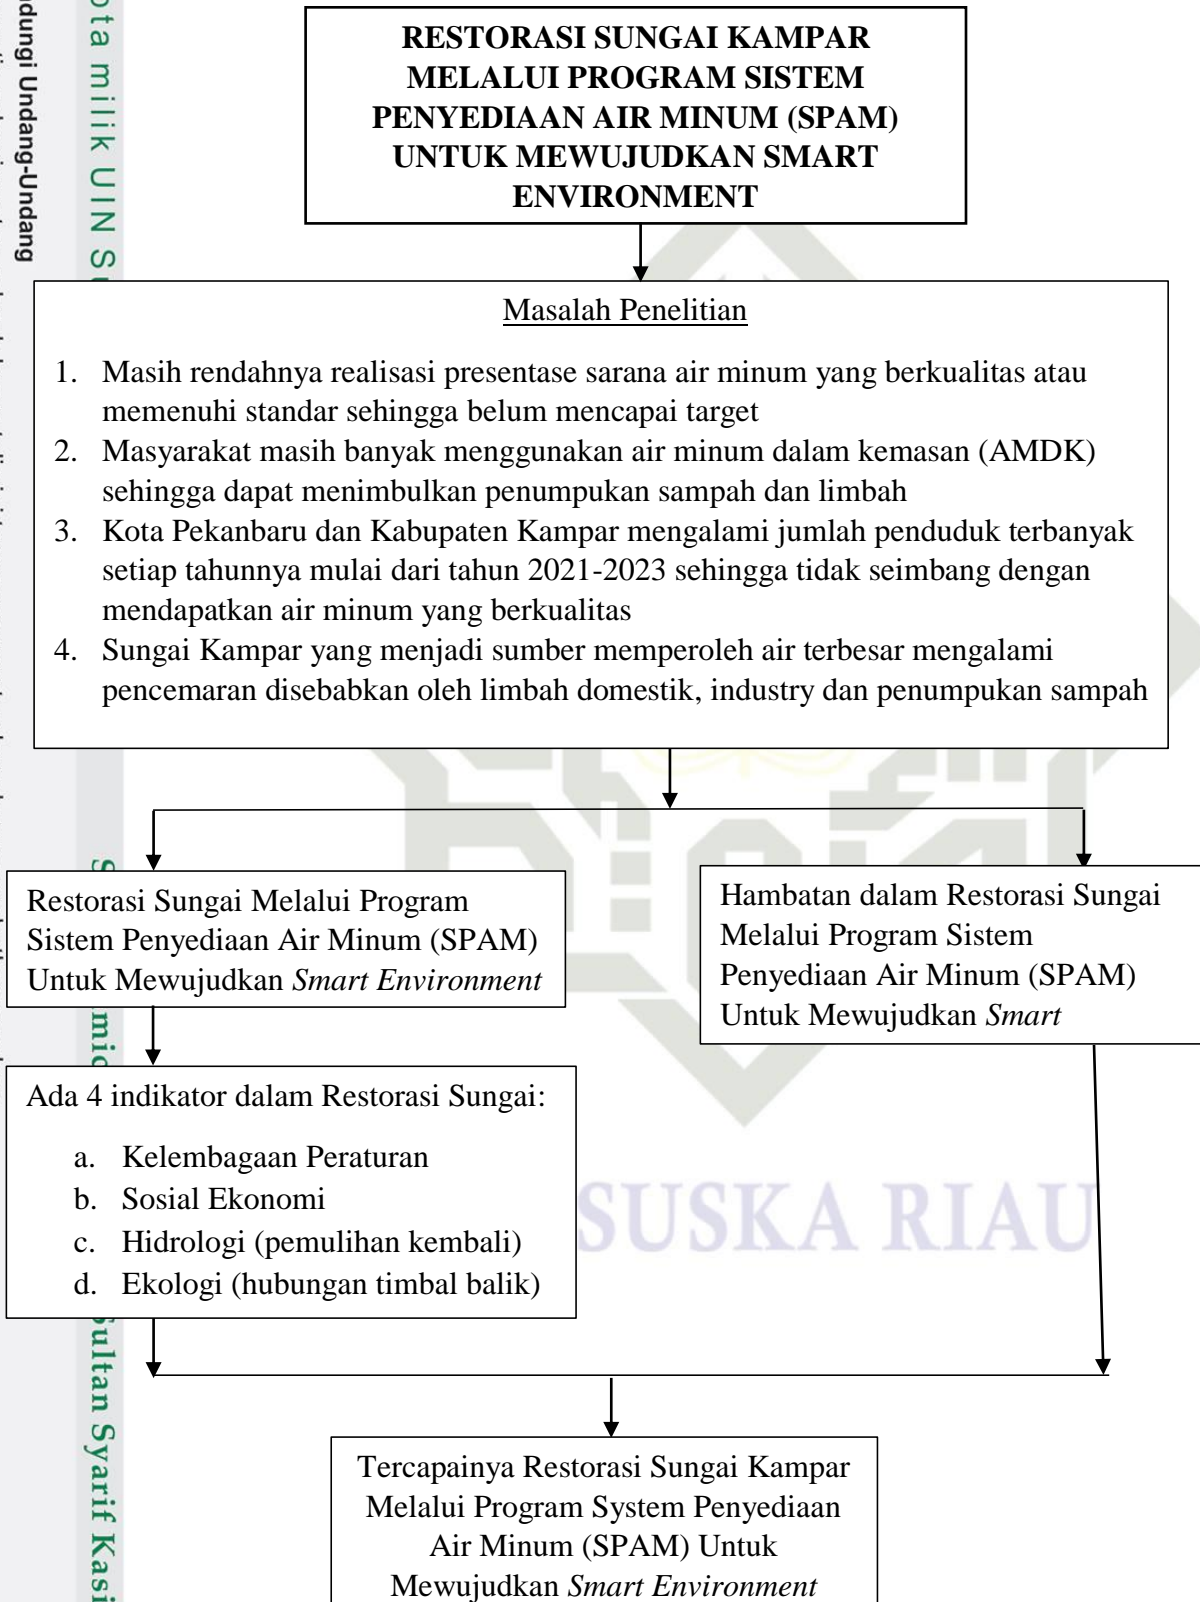 RESTORASI SUNGAI KAMPAR
MELALUI PROGRAM SISTEM
PENYEDIAAN AIR MINUM (SPAM)
UNTUK MEWUJUDKAN SMART
ENVIRONMENT
Masalah Penelitian
1. Masih rendahnya realisasi presentase sarana air minum yang berkualitas atau
memenuhi standar sehingga belum mencapai target
2. Masyarakat masih banyak menggunakan air minum dalam kemasan (AMDK)
sehingga dapat menimbulkan penumpukan sampah dan limbah
3. Kota Pekanbaru dan Kabupaten Kampar mengalami jumlah penduduk terbanyak
setiap tahunnya mulai dari tahun 2021-2023 sehingga tidak seimbang dengan
mendapatkan air minum yang berkualitas
4. Sungai Kampar yang menjadi sumber memperoleh air terbesar mengalami
pencemaran disebabkan oleh limbah domestik, industry dan penumpukan sampah
Restorasi Sungai Melalui Program
Sistem Penyediaan Air Minum (SPAM)
Untuk Mewujudkan Smart Environment
Hambatan dalam Restorasi Sungai
Melalui Program Sistem
Penyediaan Air Minum (SPAM)
Untuk Mewujudkan Smart
Ada 4 indikator dalam Restorasi Sungai:
a. Kelembagaan Peraturan
b. Sosial Ekonomi
c. Hidrologi (pemulihan kembali)
d. Ekologi (hubungan timbal balik)
Tercapainya Restorasi Sungai Kampar
Melalui Program System Penyediaan
Air Minum (SPAM) Untuk
Mewujudkan Smart Environment
SUSKA RIAU
milik UIN
Undang-Undang
Sultan Syarif